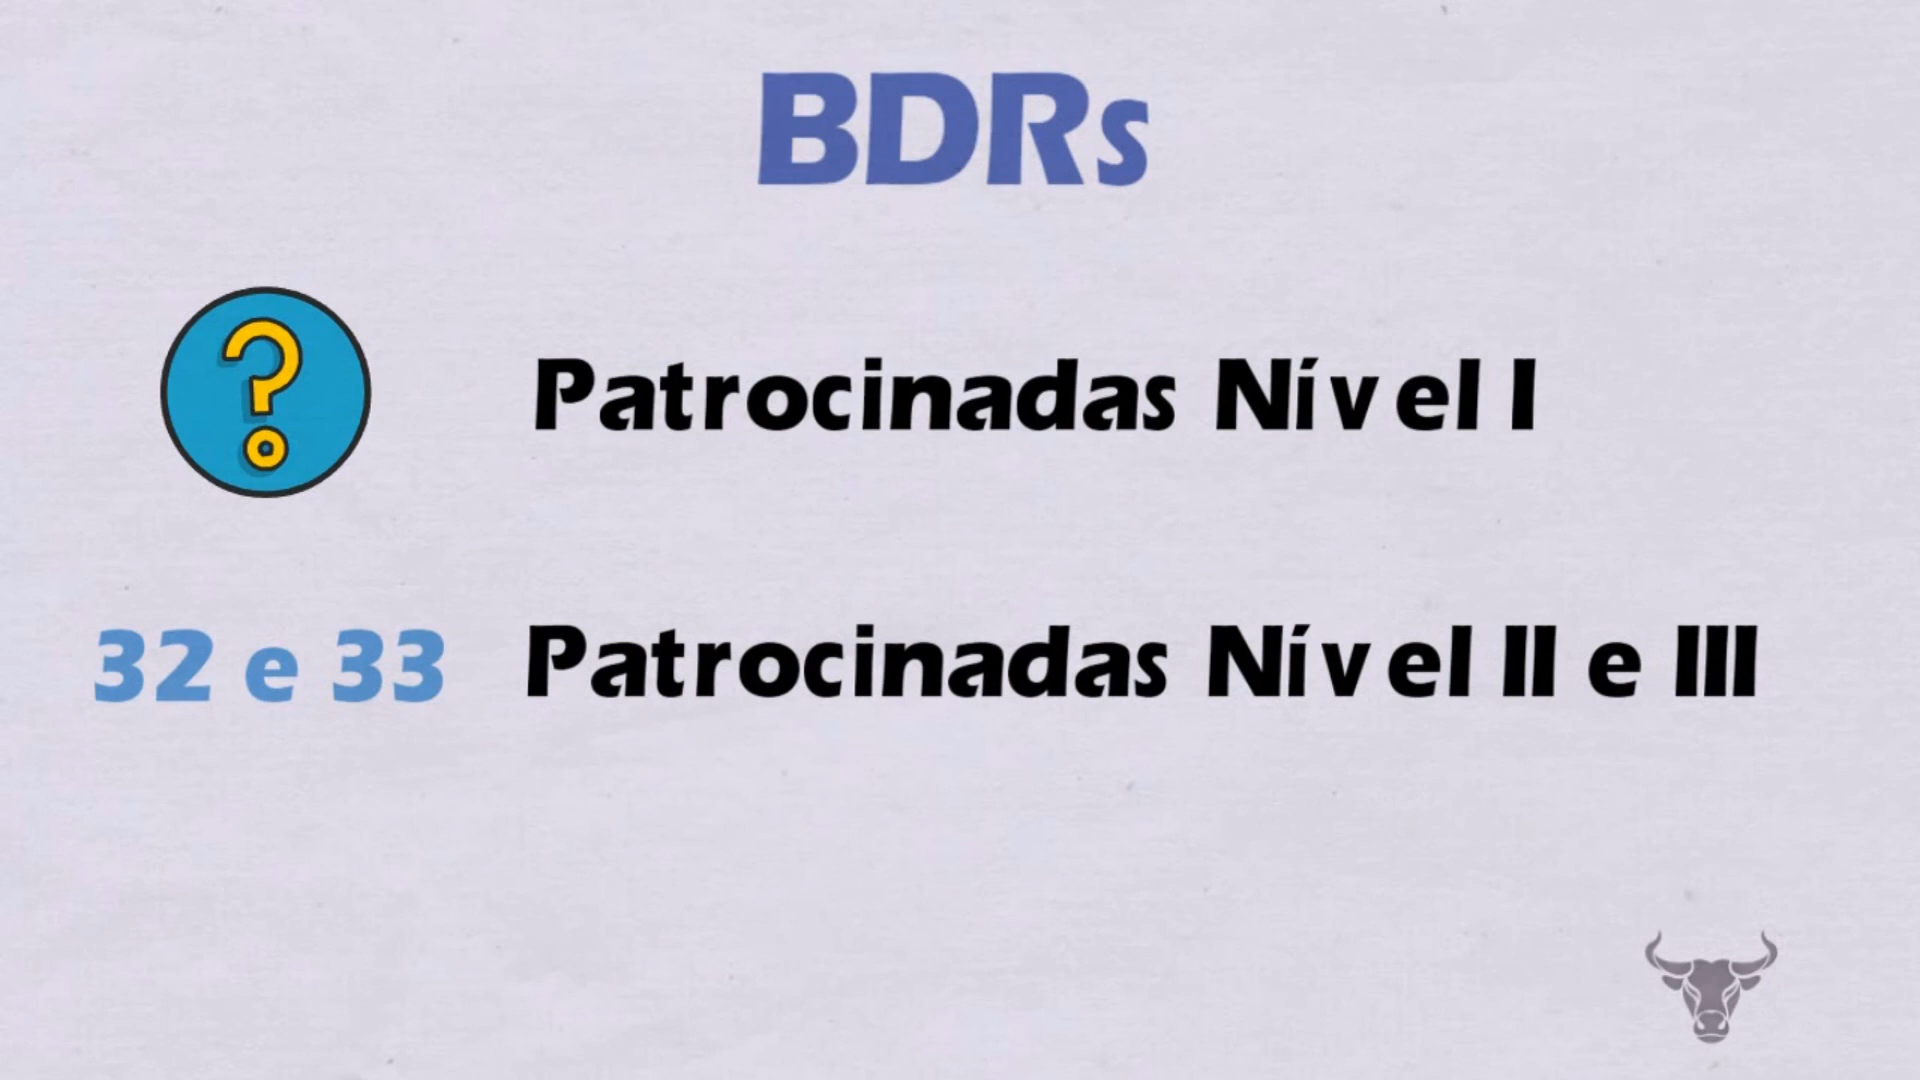 BDRs
?
Patrocinadas Nível I
32 e 33 Patrocinadas Nível II e III